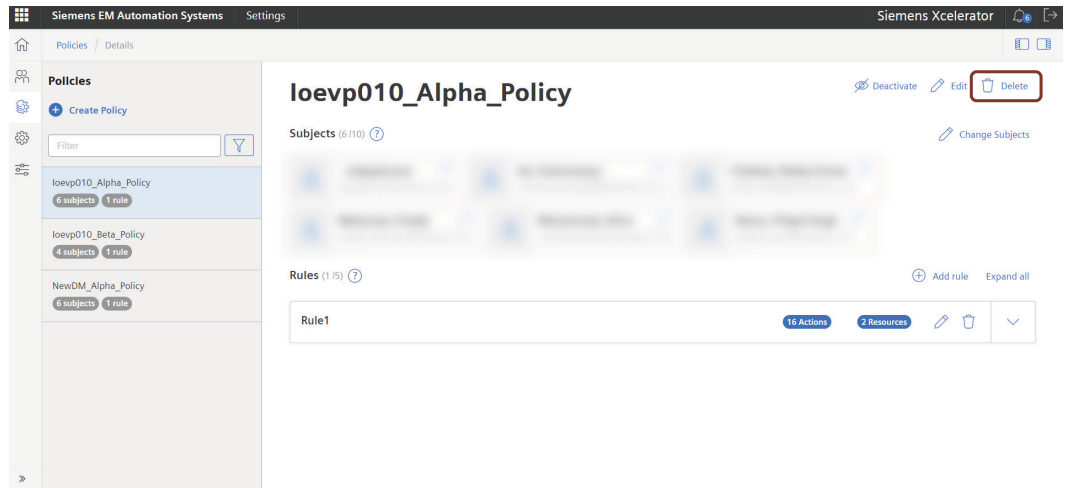 Siemens EM Automation Systems Settings Siemens Xcelerator 6
Policies / Details
Policies
Create Policy
Filter
Ioevp010_Alpha_Policy
6 subjects 1 rule
Ioevp010_Beta_Policy
4 subjects 1 rule
NewDM_Alpha_Policy
6 subjects 1 rule
Ioevp010_Alpha_Policy
Deactivate Edit Delete
Subjects (6 /10) ? Change Subjects
Rules (1 /5) ? Add rule Expand all
Rule1 16 Actions 2 Resources